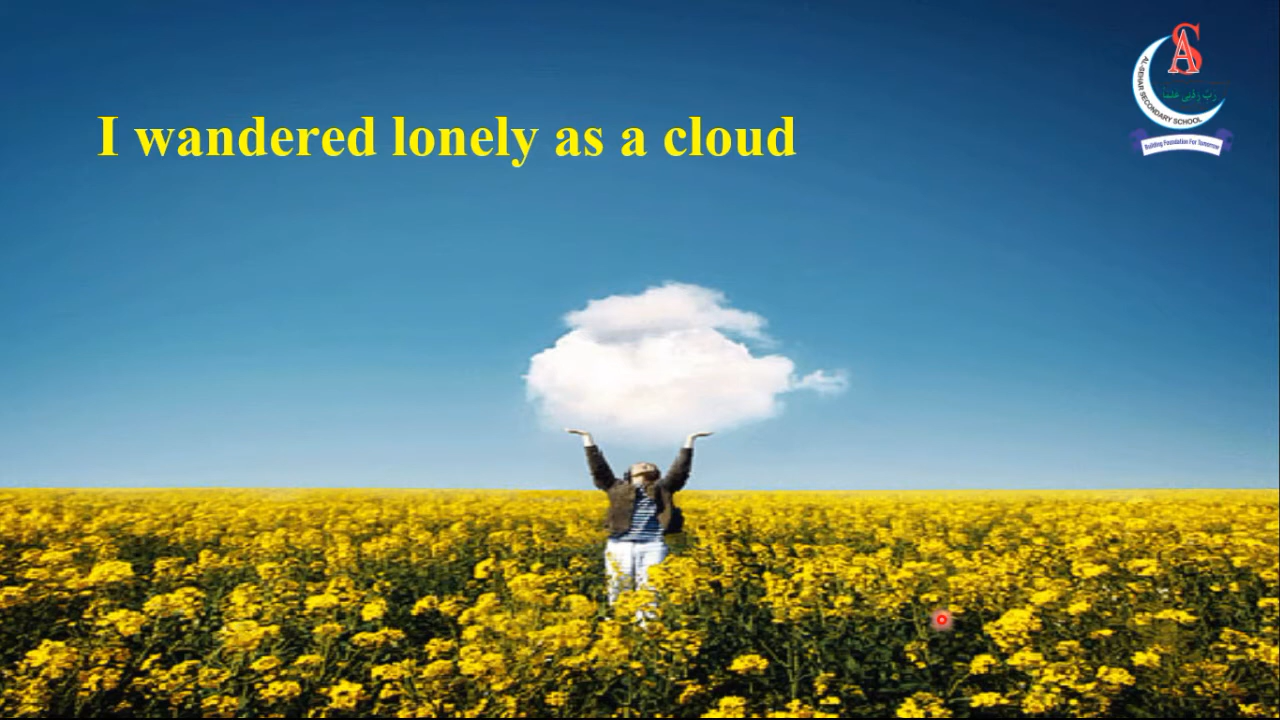 I wandered lonely as a cloud
AS
AL-SEHAR SECONDARY SCHOOL
Building Foundation For Tomorrow